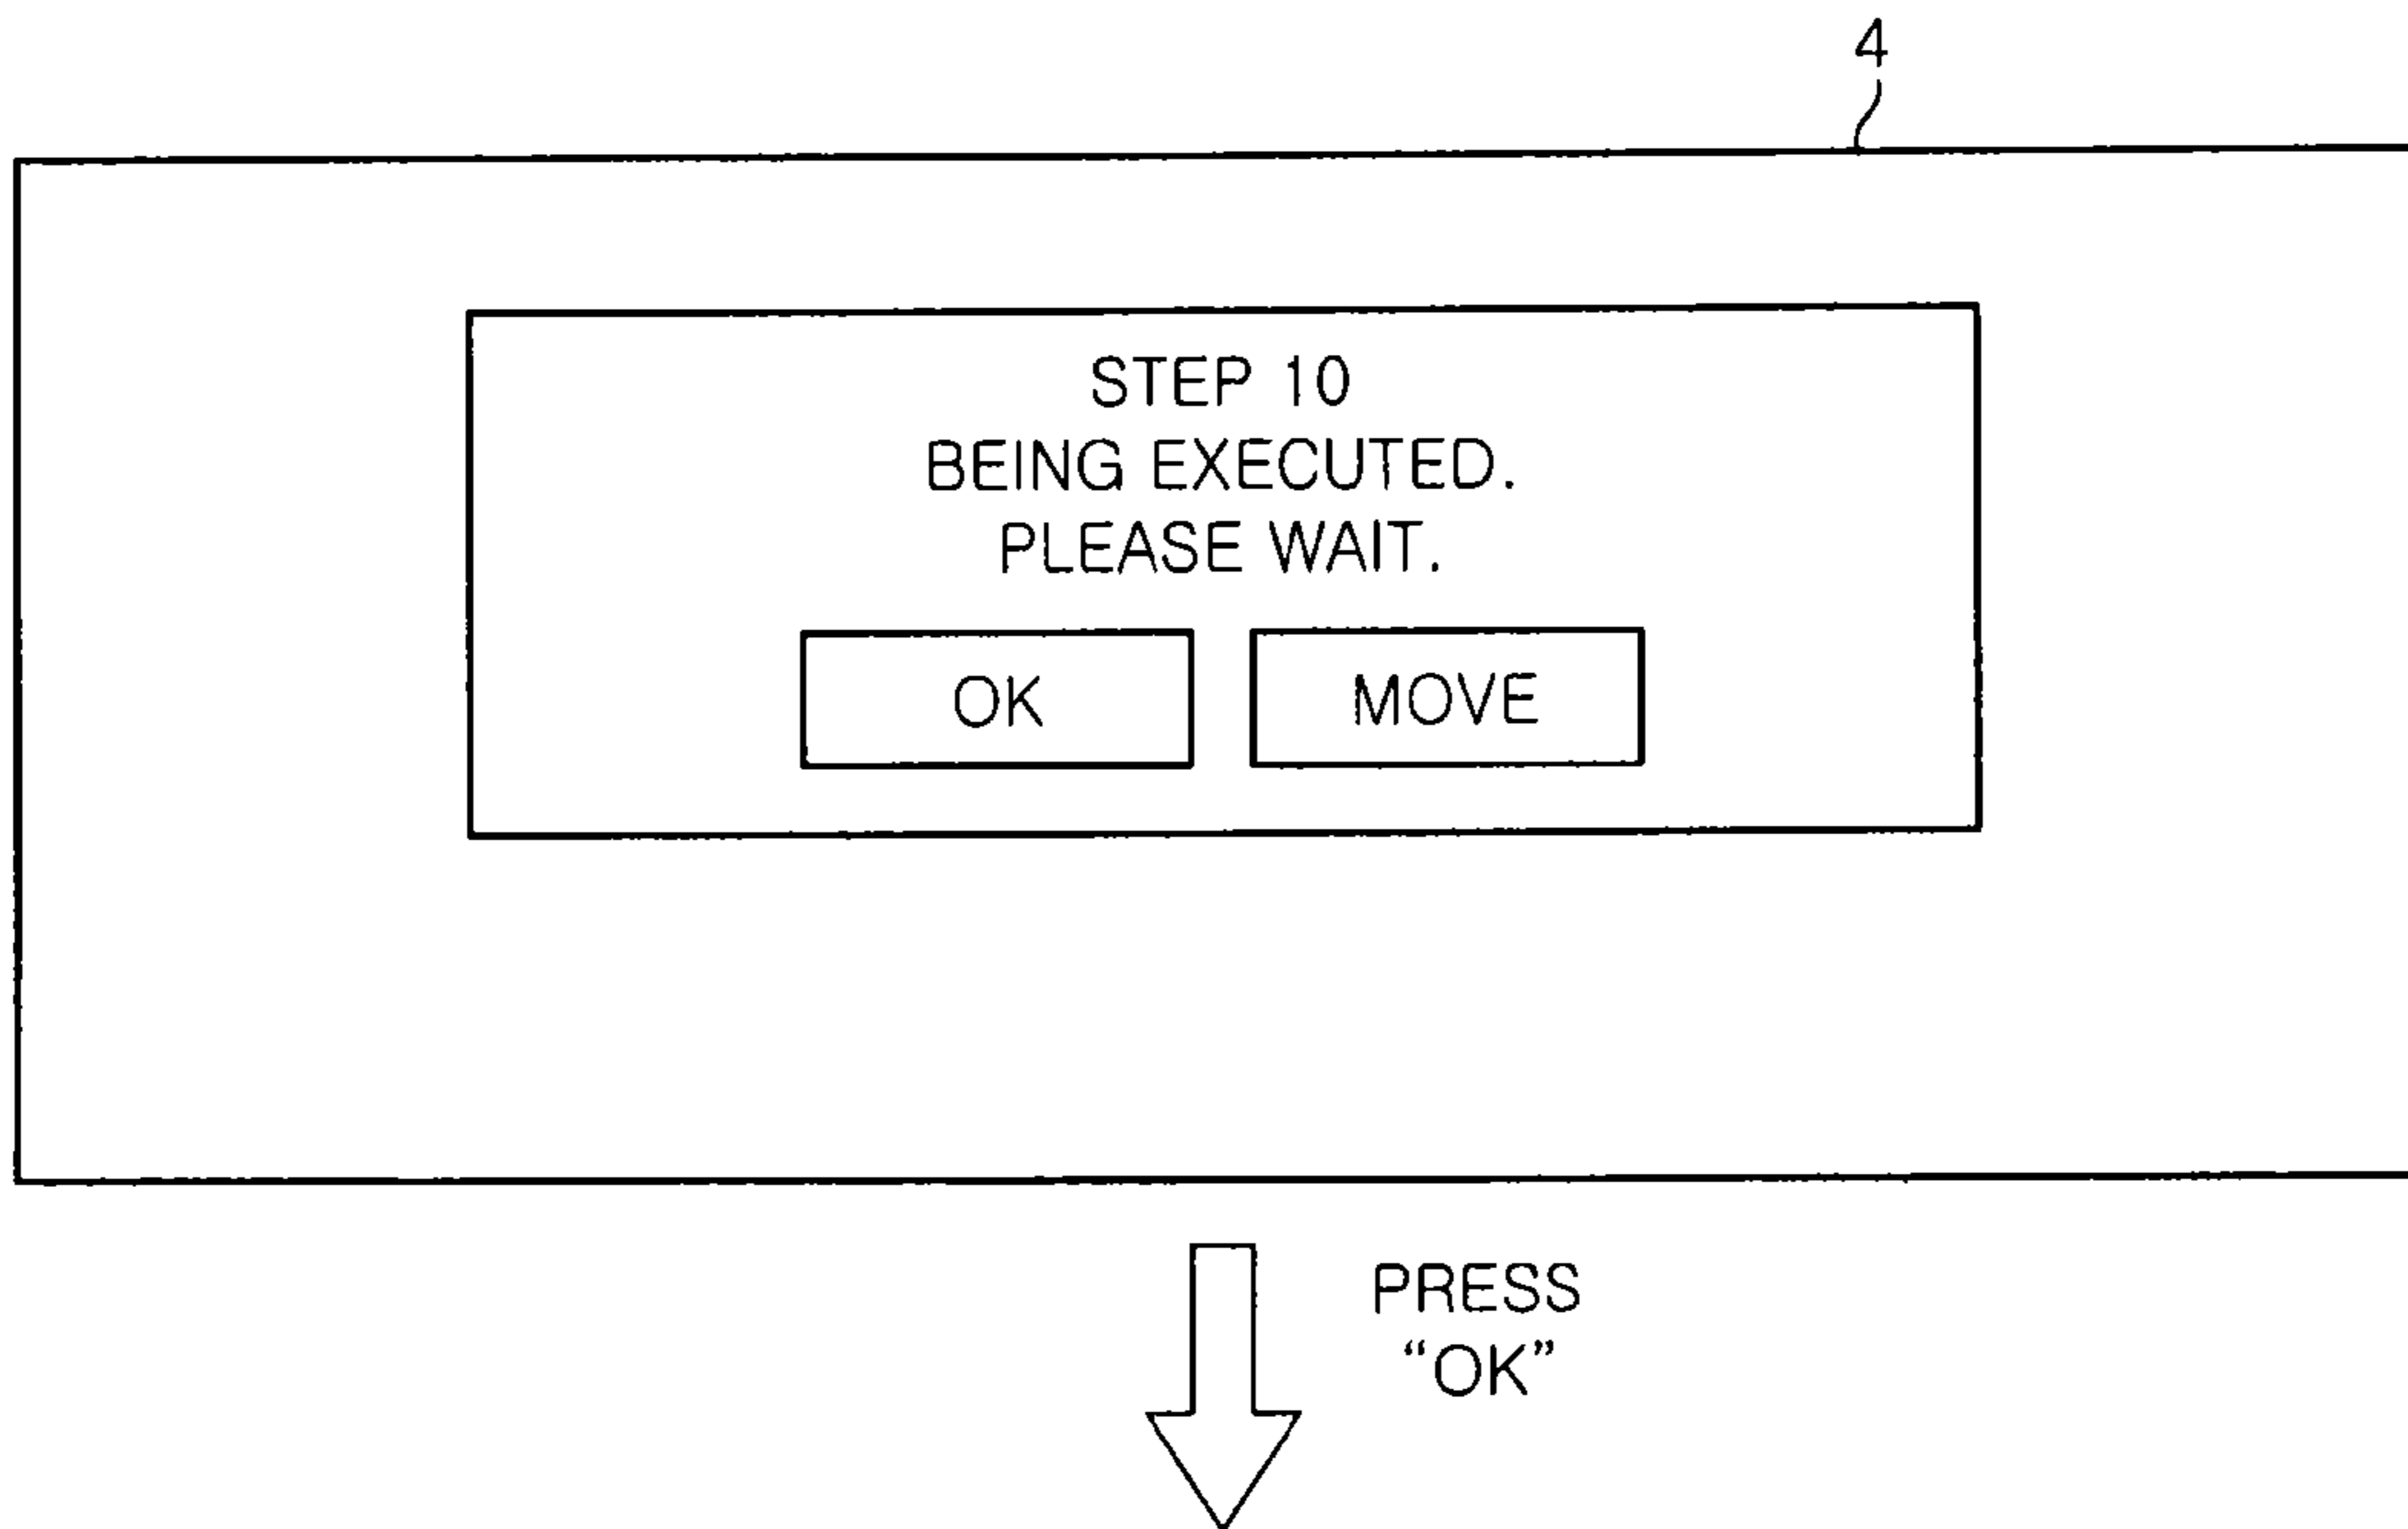 4
STEP 10
BEING EXECUTED.
PLEASE WAIT.
OK
MOVE
PRESS
“OK”